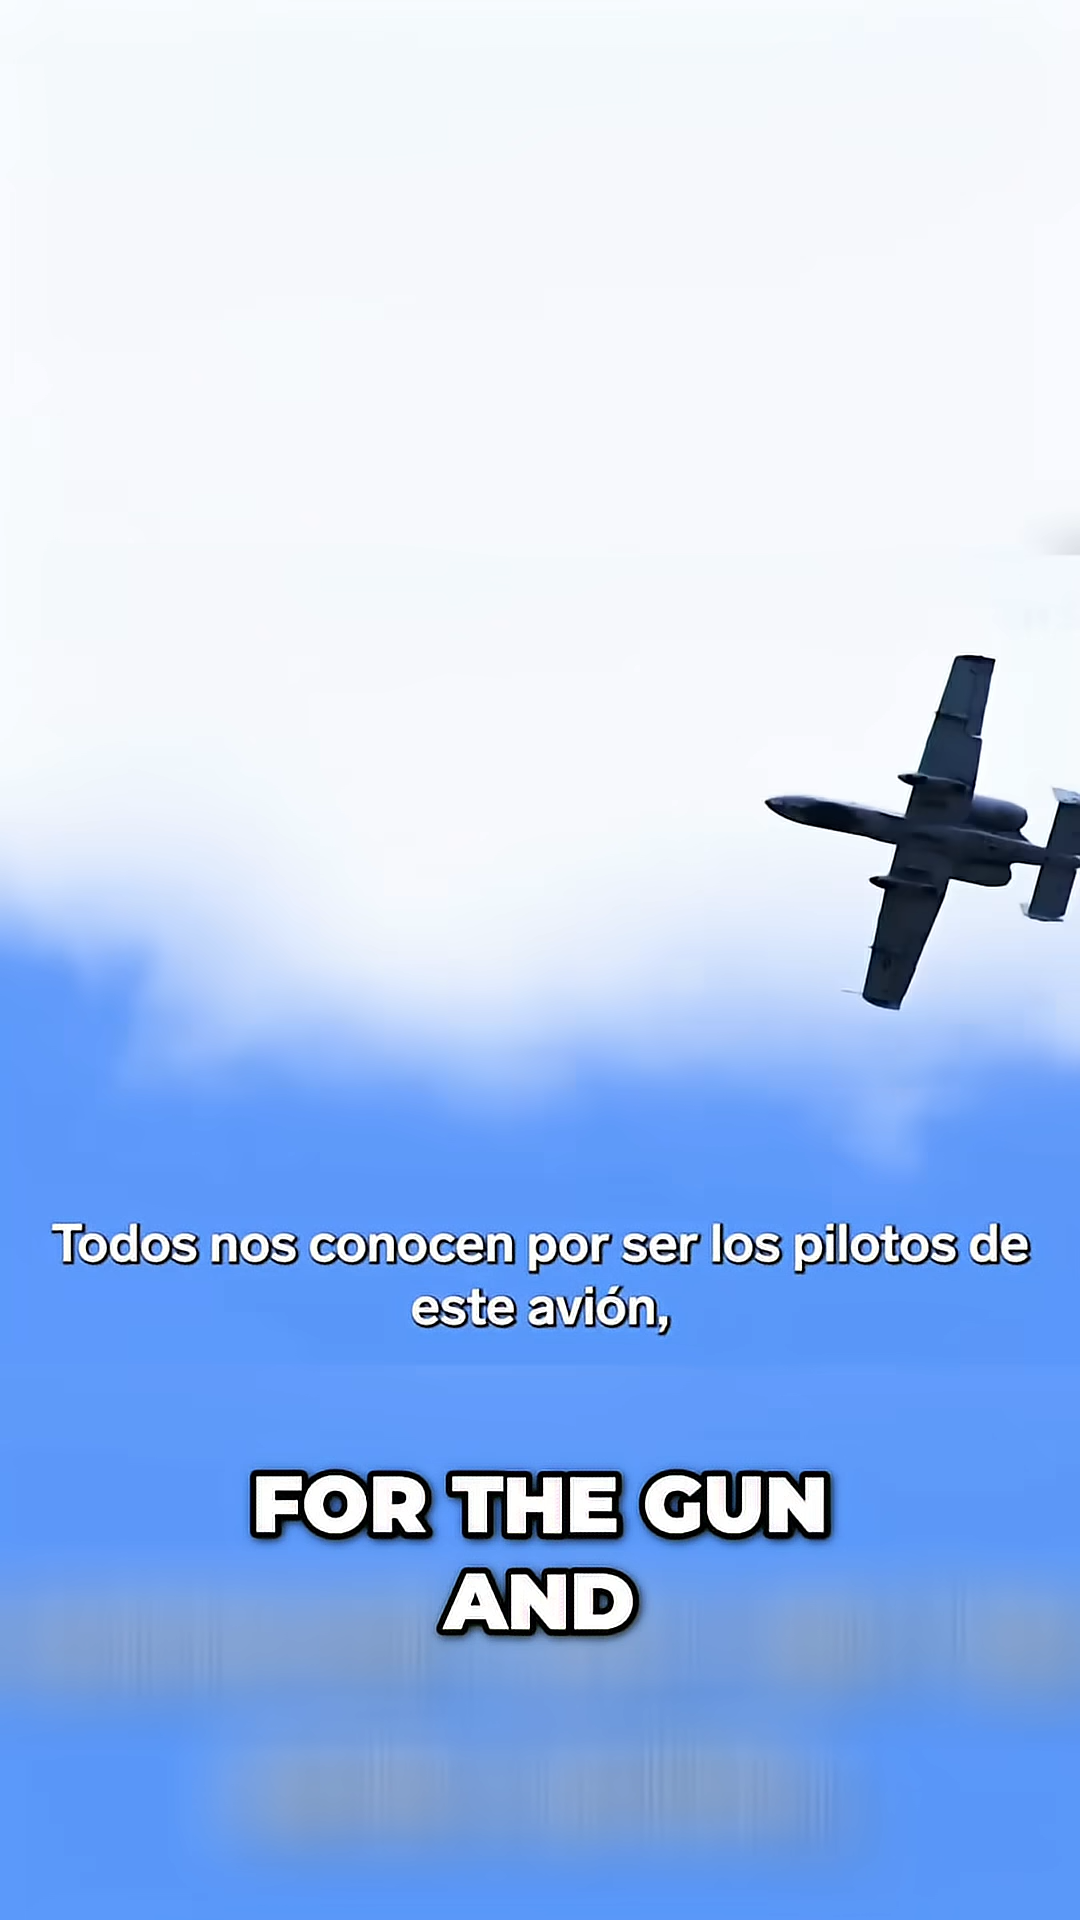 Todos nos conocen por ser los pilotos de
este avión,
FOR THE GUN
AND